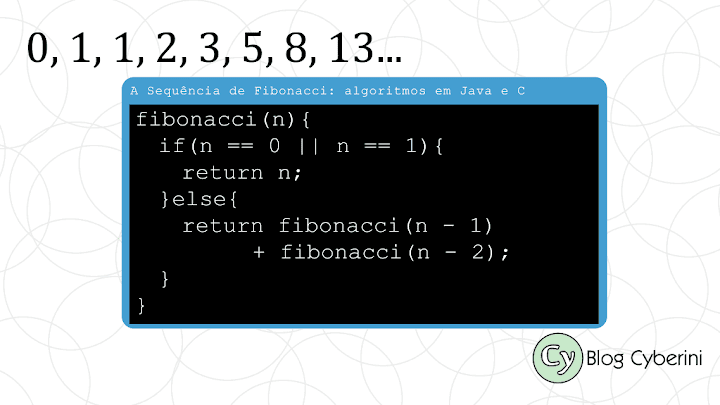 0, 1, 1, 2, 3, 5, 8, 13...
A Sequência de Fibonacci: algoritmos em Java e C
fibonacci(n){
if(n == 0 || n == 1){
return n;
}else{
return fibonacci(n - 1)
+ fibonacci(n - 2);
}
}
Cy Blog Cyberini